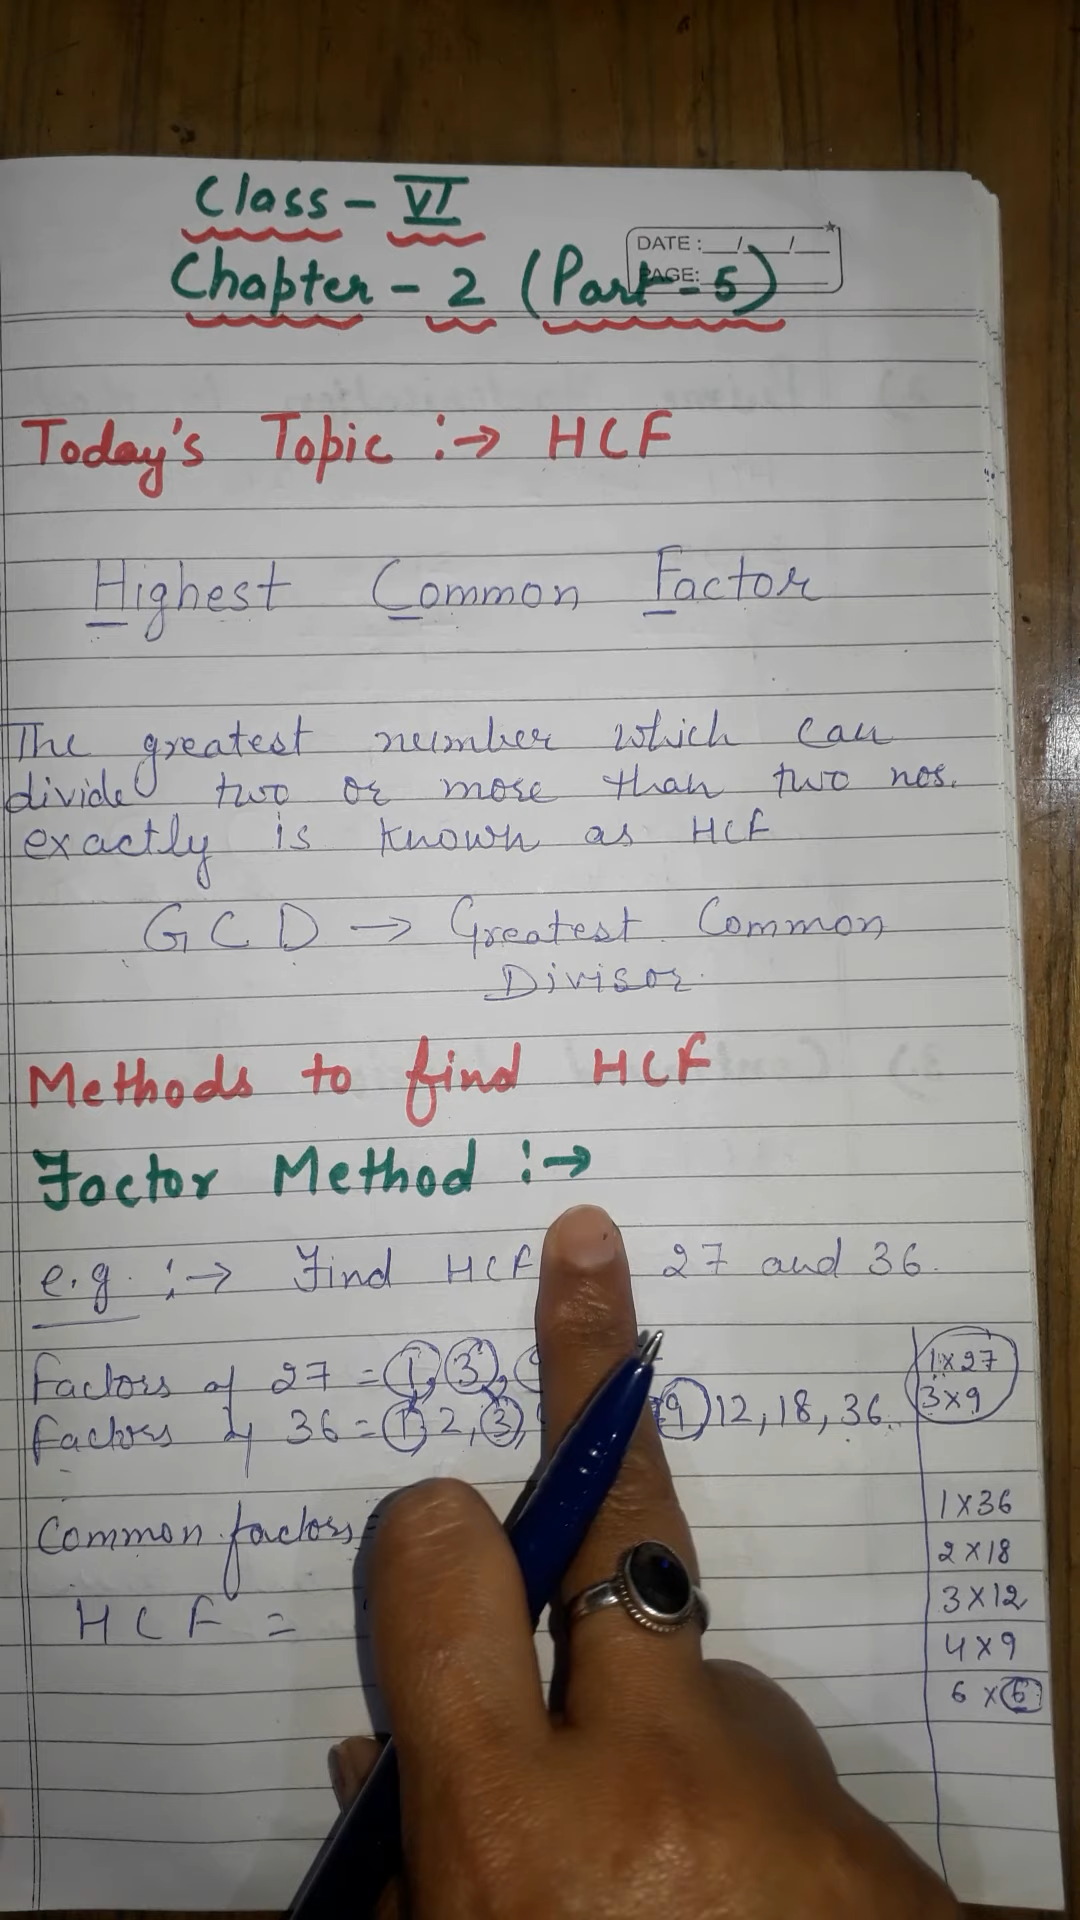 Class - VI
DATE: __/__/__
PAGE:
Chapter - 2 (Part - 5)
Today's Topic :→ HCF
Highest Common Factor
The greatest number which can
divide two or more than two nos.
exactly is known as HCF
GCD → Greatest Common
Divisor.
Methods to find HCF
Factor Method :→
e.g. :→ Find HCF 27 and 36.
Factors of 27 = 1, 3,
Factors of 36 = 1, 2, 3, 9, 12, 18, 36.
1 x 27
3 x 9
Common factors =
HCF =
1 x 36
2 x 18
3 x 12
4 x 9
6 x 6